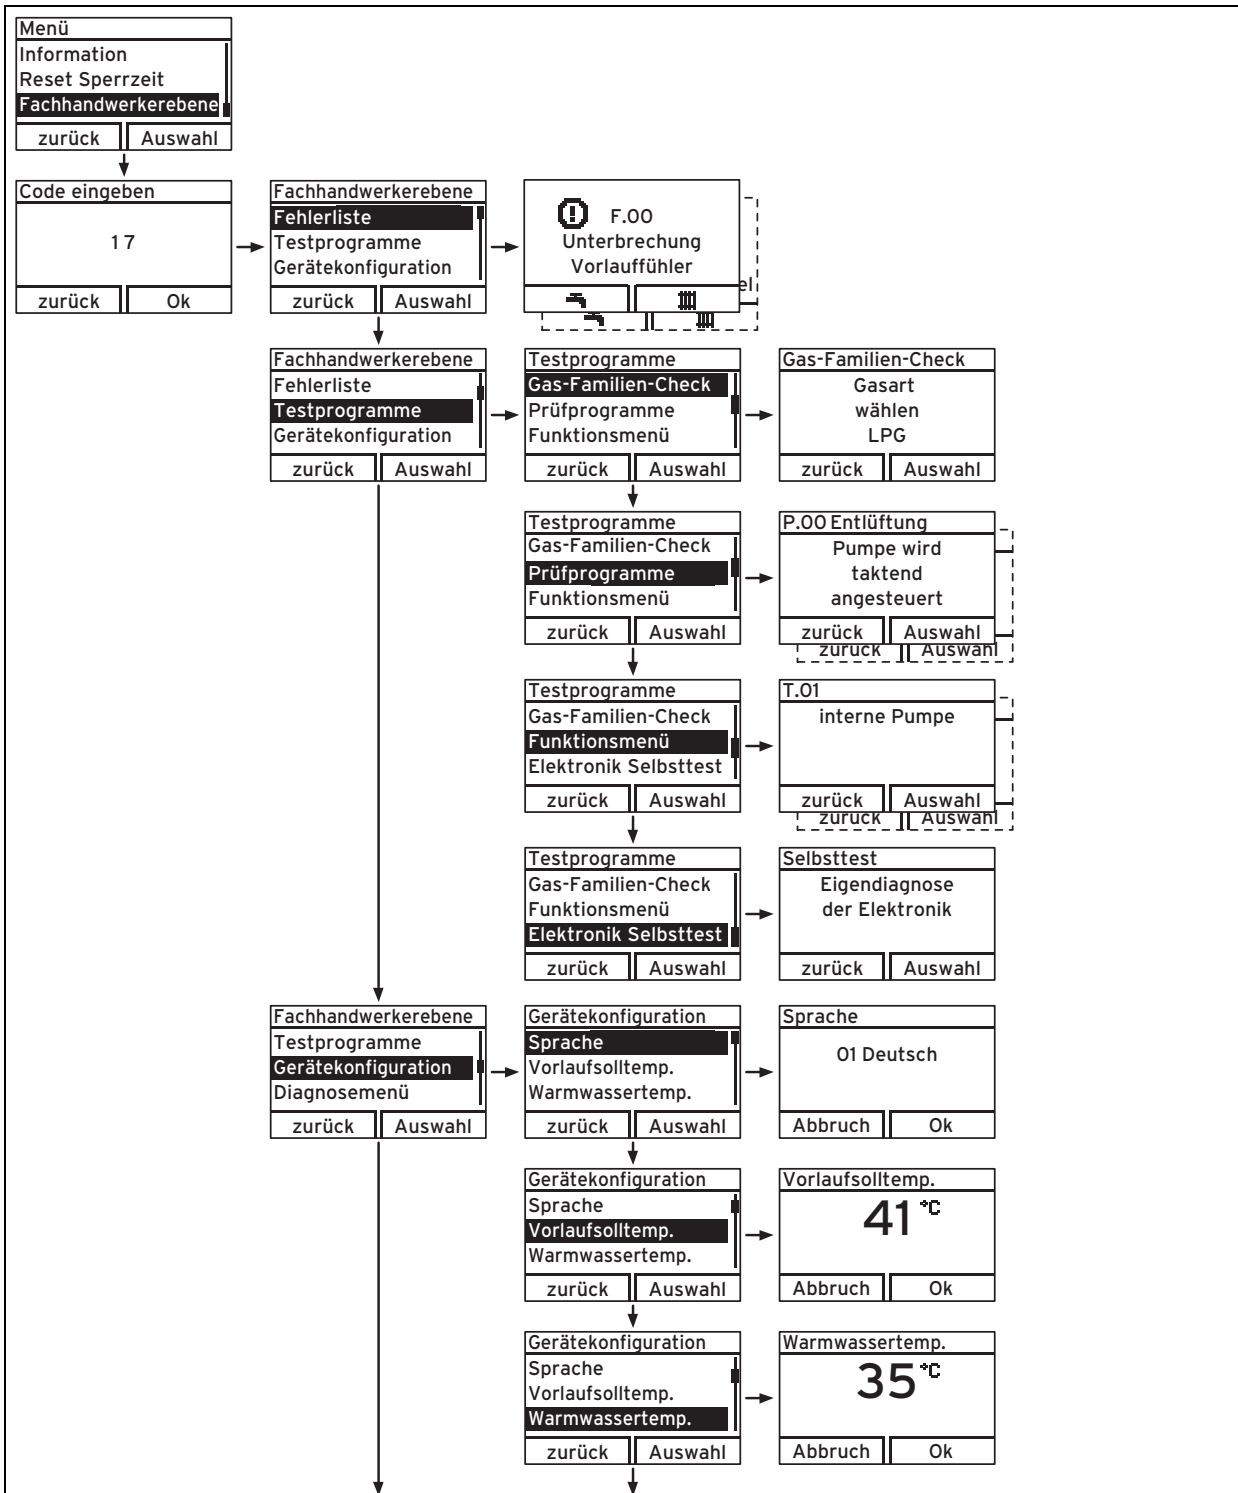 Menü
Information
Reset Sperrzeit
Fachhandwerkerebene
zurück Auswahl
Code eingeben
17
zurück Ok
Fachhandwerkerebene
Fehlerliste
Testprogramme
Gerätekonfiguration
zurück Auswahl
F.00
Unterbrechung
Vorlauffühler
el
Fachhandwerkerebene
Fehlerliste
Testprogramme
Gerätekonfiguration
zurück Auswahl
Testprogramme
Gas-Familien-Check
Prüfprogramme
Funktionsmenü
zurück Auswahl
Gas-Familien-Check
Gasart
wählen
LPG
zurück Auswahl
Testprogramme
Gas-Familien-Check
Prüfprogramme
Funktionsmenü
zurück Auswahl
P.00 Entlüftung
Pumpe wird
taktend
angesteuert
zurück Auswahl
zurück Auswahl
Testprogramme
Gas-Familien-Check
Funktionsmenü
Elektronik Selbsttest
zurück Auswahl
T.01
interne Pumpe
zurück Auswahl
zurück Auswahl
Testprogramme
Gas-Familien-Check
Funktionsmenü
Elektronik Selbsttest
zurück Auswahl
Selbsttest
Eigendiagnose
der Elektronik
zurück Auswahl
Fachhandwerkerebene
Testprogramme
Gerätekonfiguration
Diagnosemenü
zurück Auswahl
Gerätekonfiguration
Sprache
Vorlaufsolltemp.
Warmwassertemp.
zurück Auswahl
Sprache
01 Deutsch
Abbruch Ok
Gerätekonfiguration
Sprache
Vorlaufsolltemp.
Warmwassertemp.
zurück Auswahl
Vorlaufsolltemp.
41 °C
Abbruch Ok
Gerätekonfiguration
Sprache
Vorlaufsolltemp.
Warmwassertemp.
zurück Auswahl
Warmwassertemp.
35 °C
Abbruch Ok